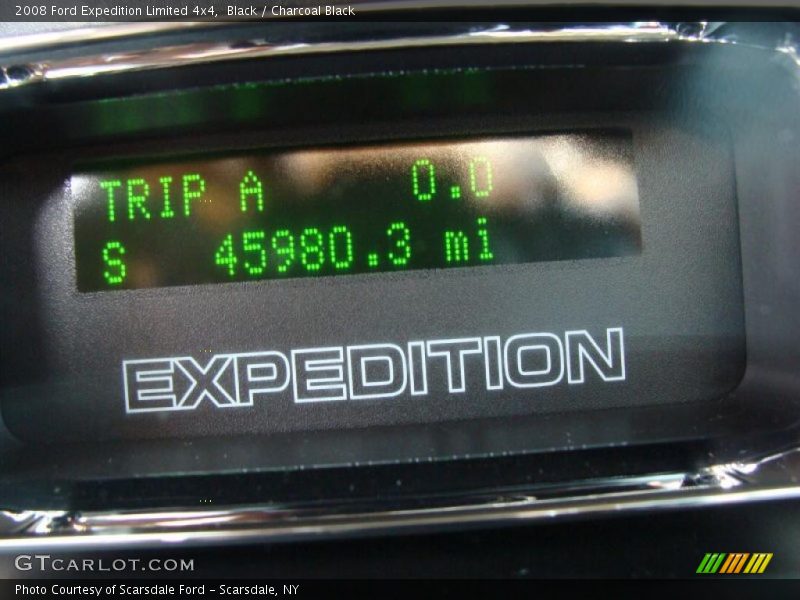 2008 Ford Expedition Limited 4x4,  Black / Charcoal Black
TRIP A 0.0
S 45980.3 mi
EXPEDITION
GTCARLOT.COM
Photo Courtesy of Scarsdale Ford - Scarsdale, NY